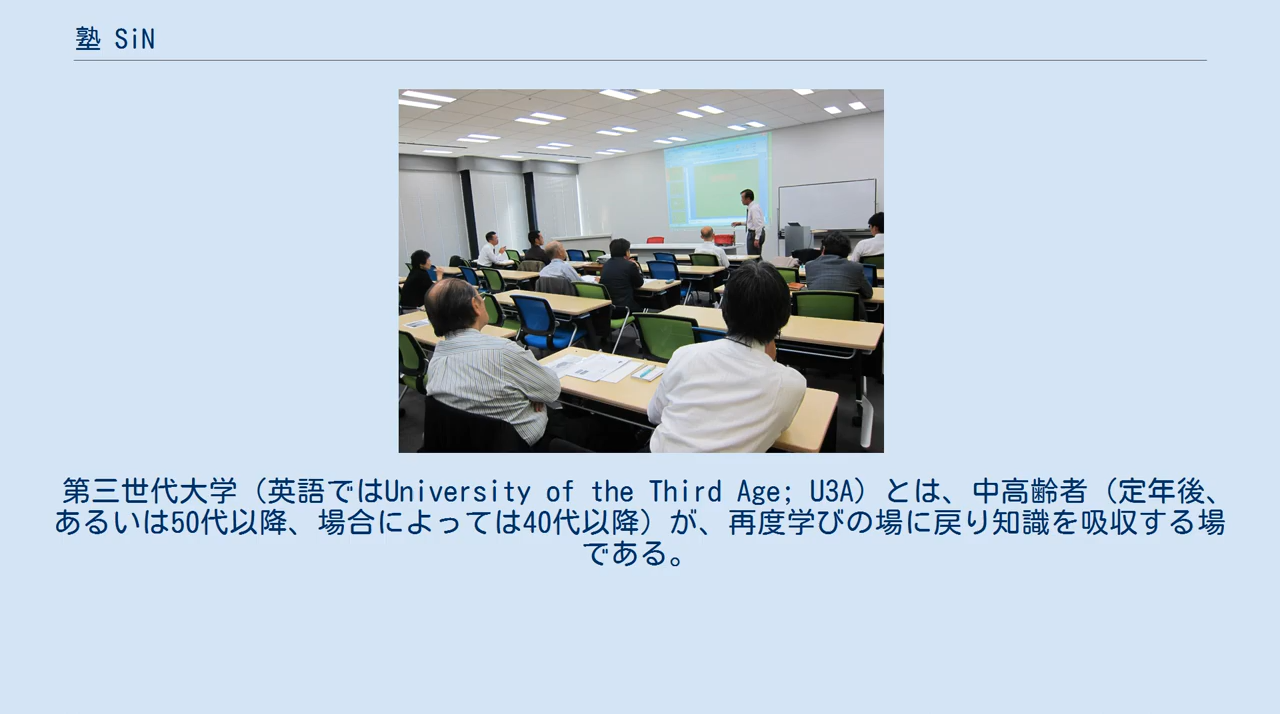 塾 SiN
第三世代大学（英語ではUniversity of the Third Age; U3A）とは、中高齢者（定年後、
あるいは50代以降、場合によっては40代以降）が、再度学びの場に戻り知識を吸収する場
である。